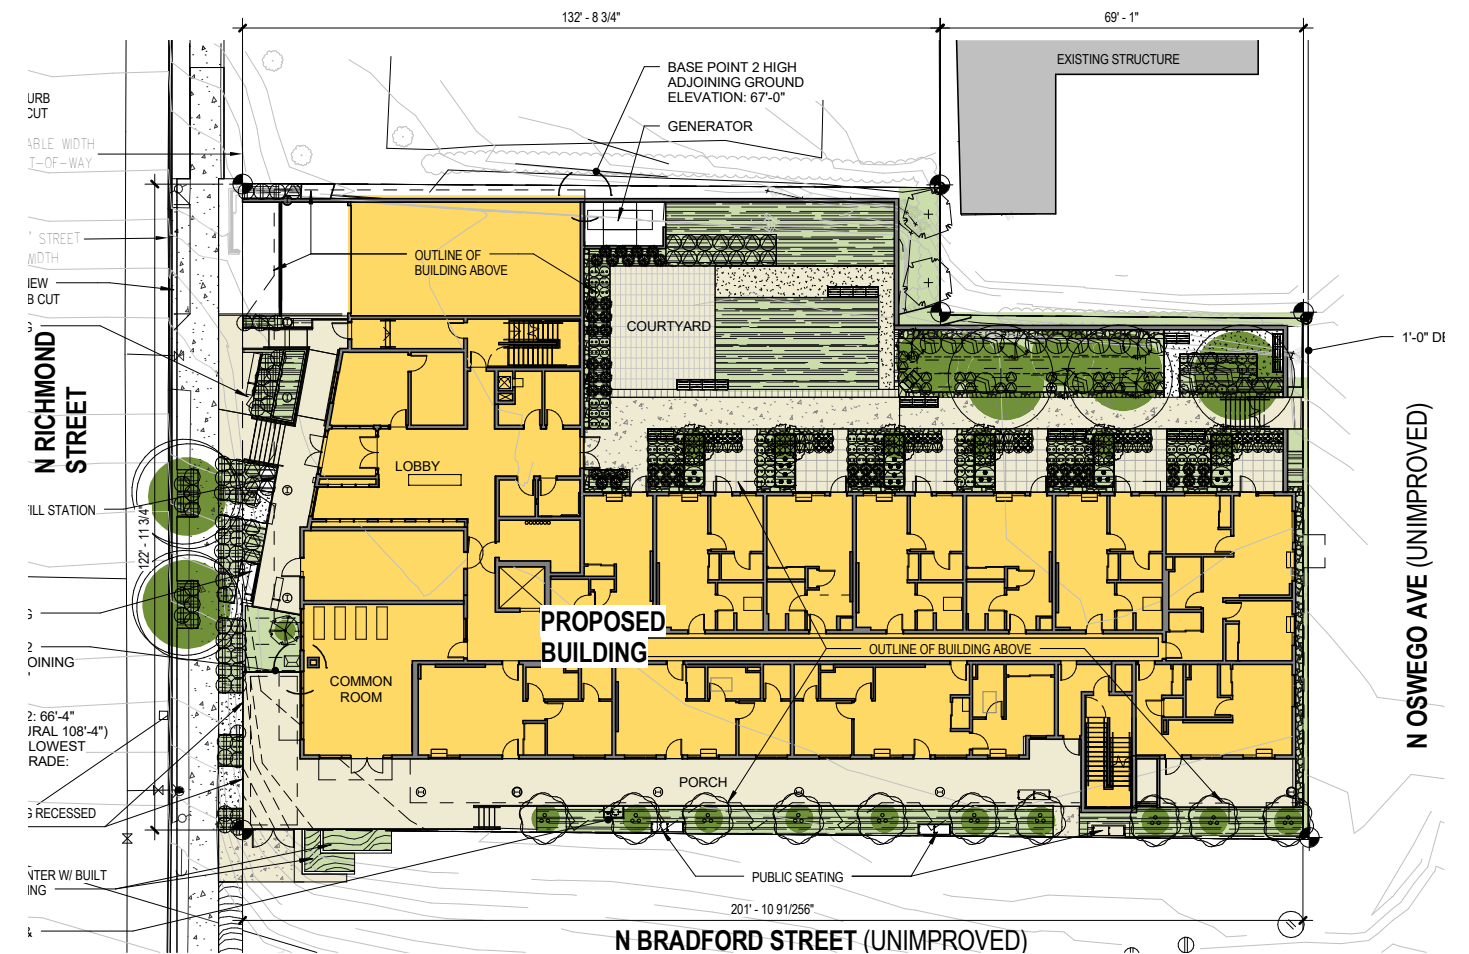 132' - 8 3/4"
69' - 1"
EXISTING STRUCTURE
BASE POINT 2 HIGH
ADJOINING GROUND
ELEVATION: 67'-0"
GENERATOR
URB
CUT
ABLE WIDTH
T-OF-WAY
STREET
WIDTH
NEW
B CUT
G
OUTLINE OF
BUILDING ABOVE
COURTYARD
1'-0" DE
N RICHMOND
STREET
LOBBY
FILL STATION
122' - 11 3/4"
N OSWEGO AVE (UNIMPROVED)
G
2
OINING
"
PROPOSED
BUILDING
OUTLINE OF BUILDING ABOVE
COMMON
ROOM
2: 66'-4"
URAL 108'-4")
LOWEST
RADE:
PORCH
G RECESSED
NTER W/ BUILT
ING
PUBLIC SEATING
&
201' - 10 91/256"
N BRADFORD STREET (UNIMPROVED)